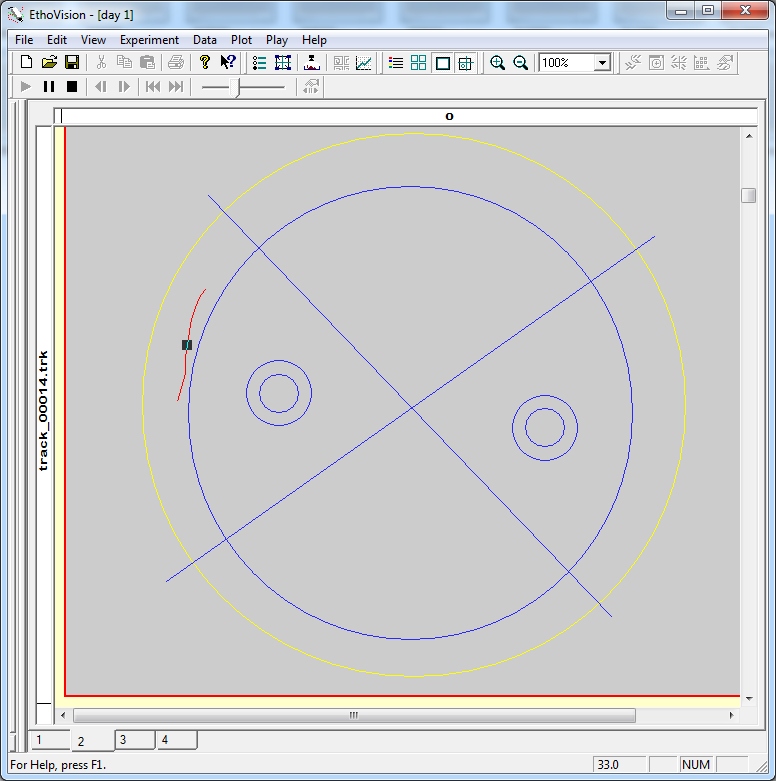 EthoVision - [day 1]
File Edit View Experiment Data Plot Play Help
100%
o
track_00014.trk
1 2 3 4
For Help, press F1. 33.0 NUM